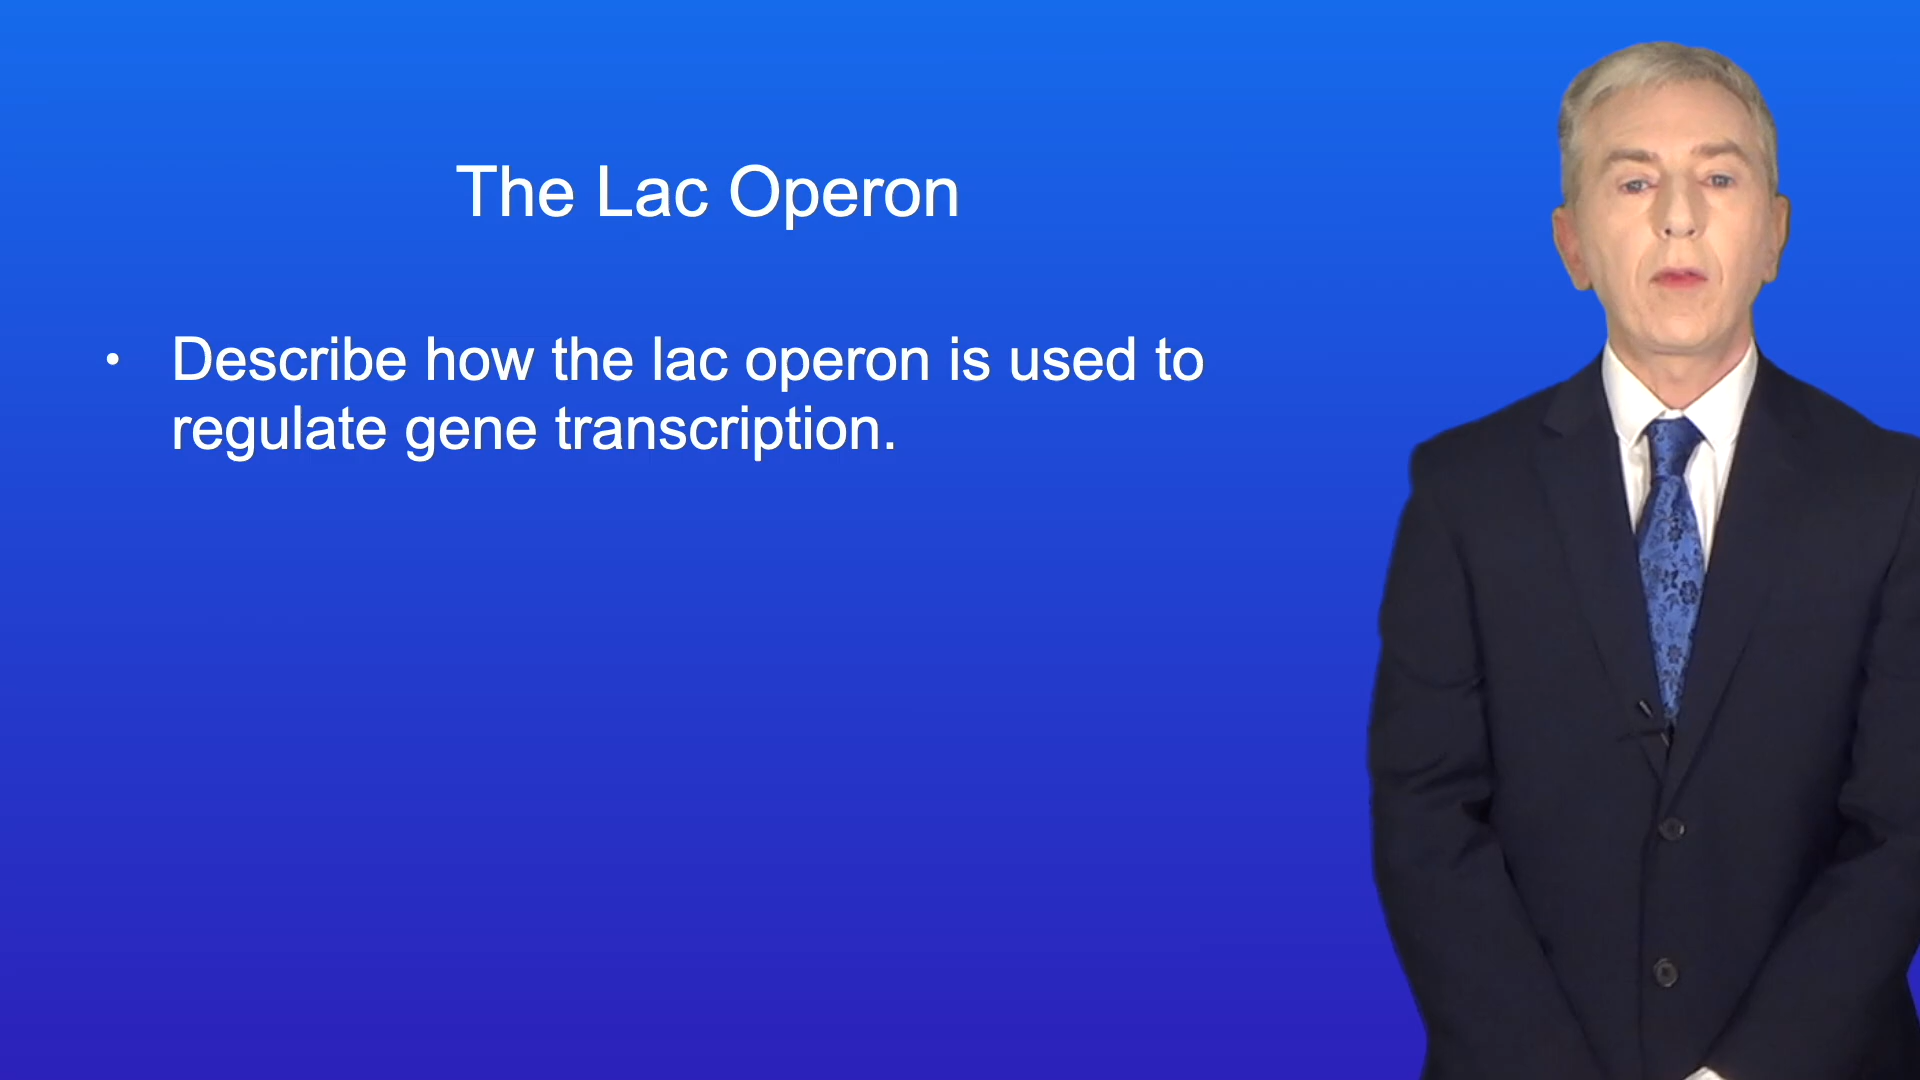 The Lac Operon
• Describe how the lac operon is used to
regulate gene transcription.